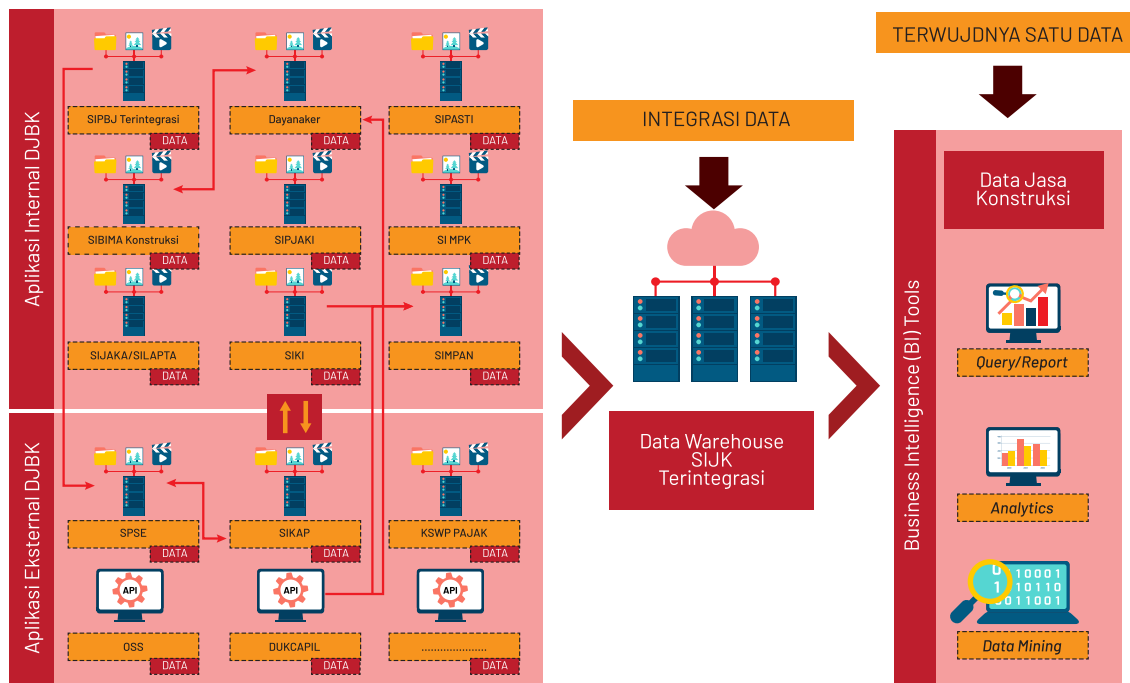 Aplikasi Internal DJBK
SIPBJ Terintegrasi
DATA
Dayanaker
DATA
SIPASTI
DATA
SIBIMA Konstruksi
DATA
SIPJAKI
DATA
SI MPK
DATA
SIJAKA/SILAPTA
DATA
SIKI
DATA
SIMPAN
DATA
Aplikasi Eksternal DJBK
SPSE
DATA
SIKAP
DATA
KSWP PAJAK
DATA
API
OSS
DATA
API
DUKCAPIL
DATA
API
.....................
DATA
INTEGRASI DATA
Data Warehouse
SIJK
Terintegrasi
TERWUJDNYA SATU DATA
Business Intelligence (BI) Tools
Data Jasa
Konstruksi
Query/Report
Analytics
0 10001
1 10110
0011001
Data Mining